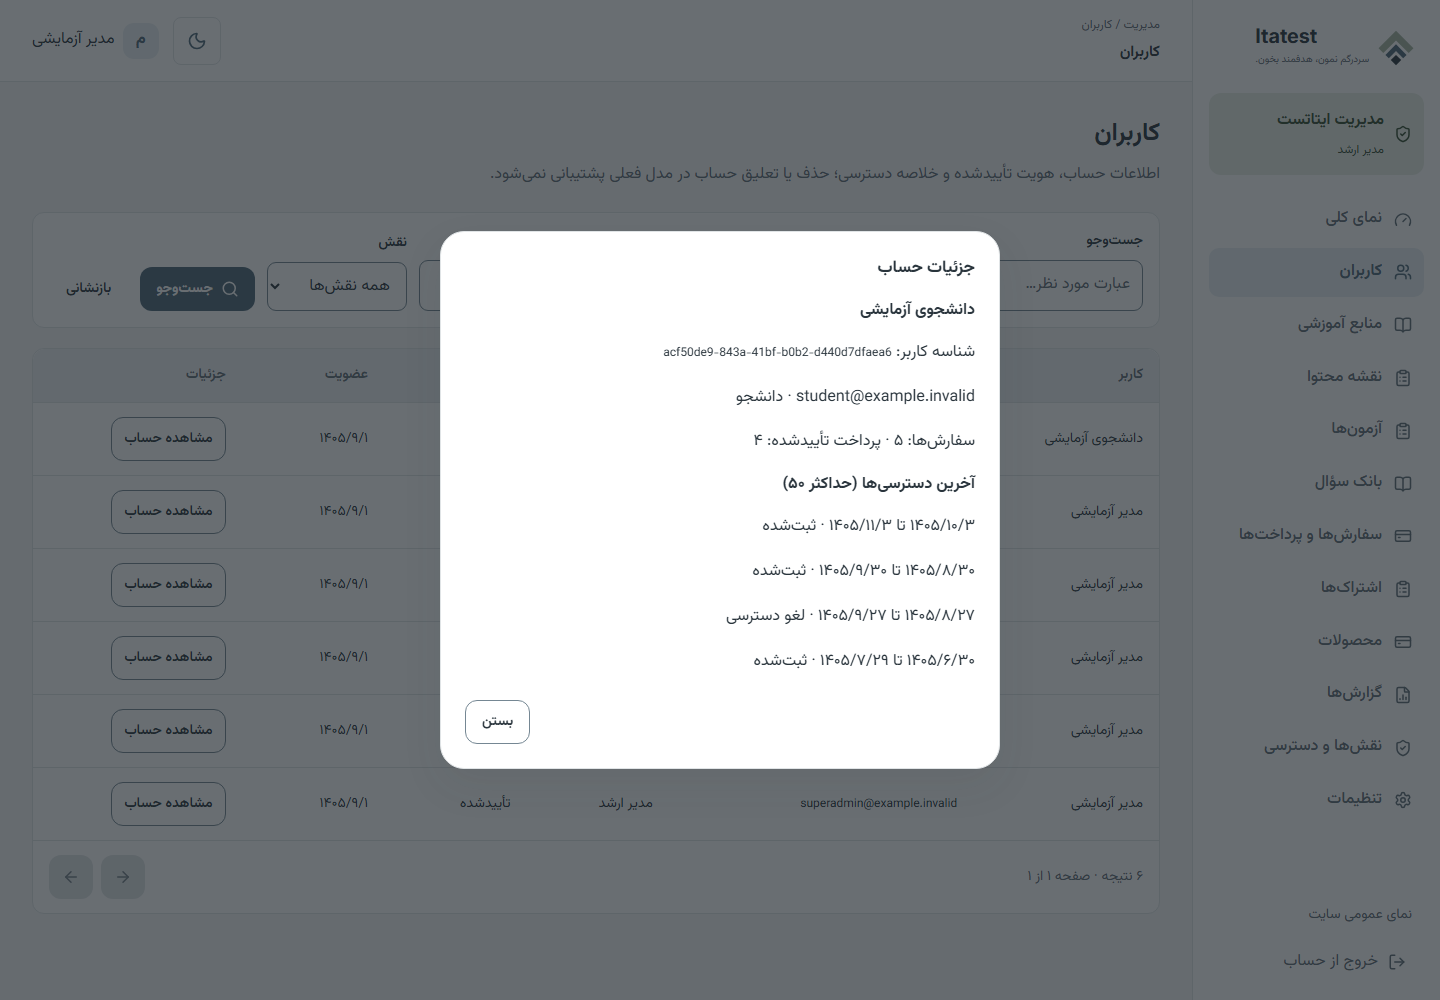 Itatest
سردرگم نمون، هدفمند بخون.
مدیریت ایتاتست
مدیر ارشد
نمای کلی
کاربران
منابع آموزشی
نقشه محتوا
آزمون‌ها
بانک سؤال
سفارش‌ها و پرداخت‌ها
اشتراک‌ها
محصولات
گزارش‌ها
نقش‌ها و دسترسی
تنظیمات
نمای عمومی سایت
خروج از حساب
مدیریت / کاربران
کاربران
م
مدیر آزمایشی
کاربران
اطلاعات حساب، هویت تأییدشده و خلاصه دسترسی؛ حذف یا تعلیق حساب در مدل فعلی پشتیبانی نمی‌شود.
جست‌وجو
نقش
عبارت مورد نظر...
همه نقش‌ها
جست‌وجو
بازنشانی
کاربر
عضویت
جزئیات
دانشجوی آزمایشی
۱۴۰۵/۹/۱
مشاهده حساب
مدیر آزمایشی
۱۴۰۵/۹/۱
مشاهده حساب
مدیر آزمایشی
۱۴۰۵/۹/۱
مشاهده حساب
مدیر آزمایشی
۱۴۰۵/۹/۱
مشاهده حساب
مدیر آزمایشی
۱۴۰۵/۹/۱
مشاهده حساب
مدیر آزمایشی
superadmin@example.invalid
مدیر ارشد
تأییدشده
۱۴۰۵/۹/۱
مشاهده حساب
۶ نتیجه · صفحه ۱ از ۱
جزئیات حساب
دانشجوی آزمایشی
شناسه کاربر: acf50de9-843a-41bf-b0b2-d440d7dfaea6
student@example.invalid · دانشجو
سفارش‌ها: ۵ · پرداخت تأییدشده: ۴
آخرین دسترسی‌ها (حداکثر ۵۰)
۱۴۰۵/۱۰/۳ تا ۱۴۰۵/۱۱/۳ · ثبت‌شده
۱۴۰۵/۸/۳۰ تا ۱۴۰۵/۹/۳۰ · ثبت‌شده
۱۴۰۵/۸/۲۷ تا ۱۴۰۵/۹/۲۷ · لغو دسترسی
۱۴۰۵/۶/۳۰ تا ۱۴۰۵/۷/۲۹ · ثبت‌شده
بستن